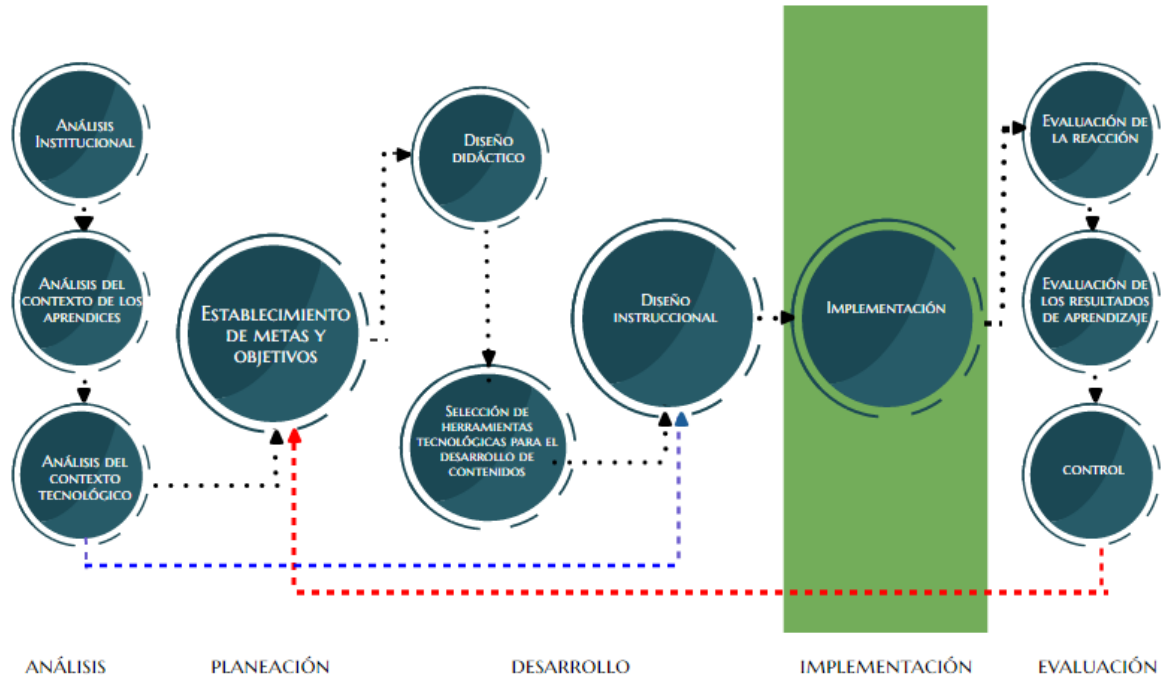 Análisis
Institucional
Análisis del
contexto de los
aprendices
Análisis del
contexto
tecnológico
Establecimiento
de metas y
objetivos
Diseño
didáctico
Selección de
herramientas
tecnológicas para el
desarrollo de
contenidos
Diseño
instruccional
Implementación
Evaluación de
la reacción
Evaluación de
los resultados
de aprendizaje
control
análisis
planeación
desarrollo
implementación
evaluación